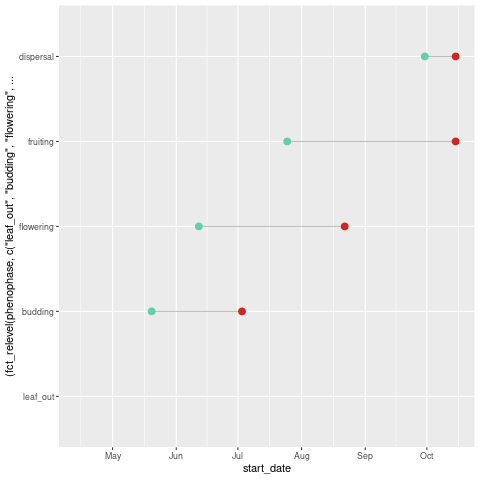 dispersal
fruiting
flowering
budding
leaf_out
(fct_relevel(phenophase, c("leaf_out", "budding", "flowering", ...
May Jun Jul Aug Sep Oct
start_date